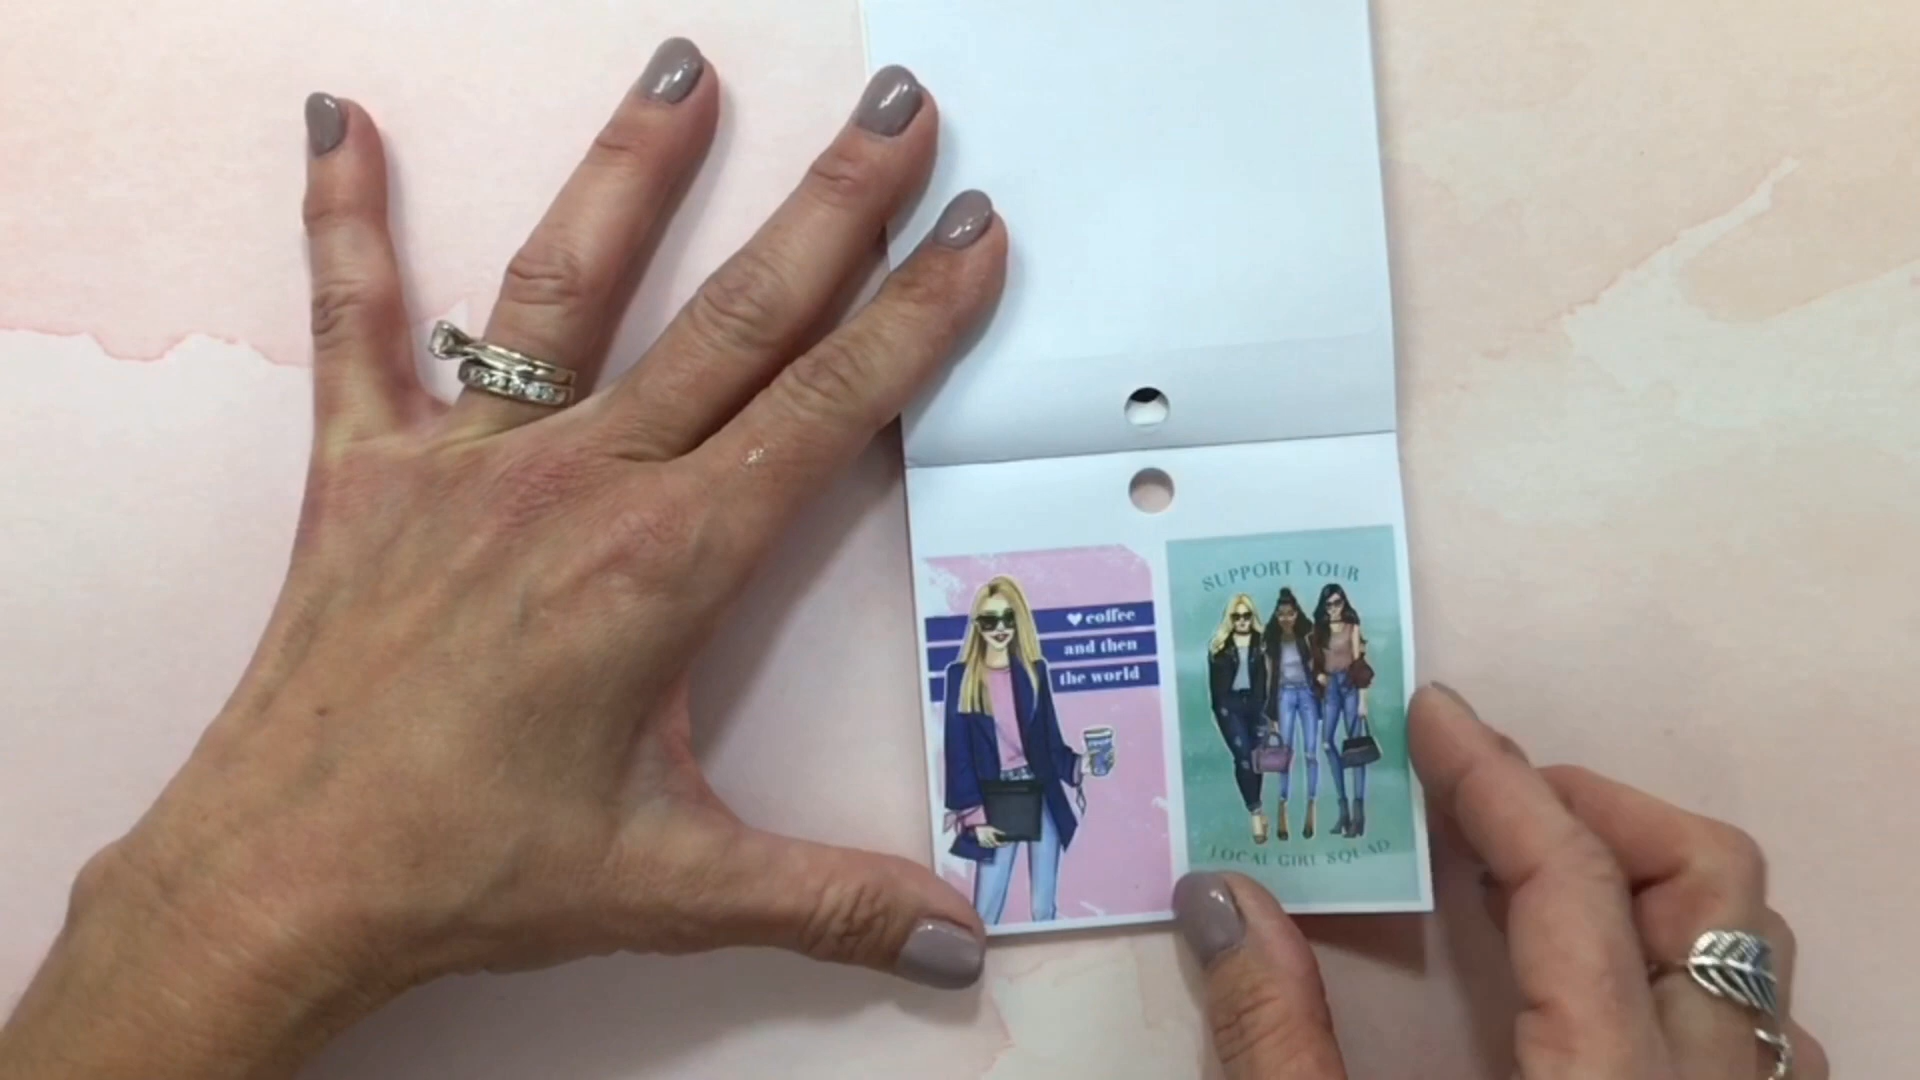 coffee
and then
the world
SUPPORT YOUR
LOCAL GIRL SQUAD